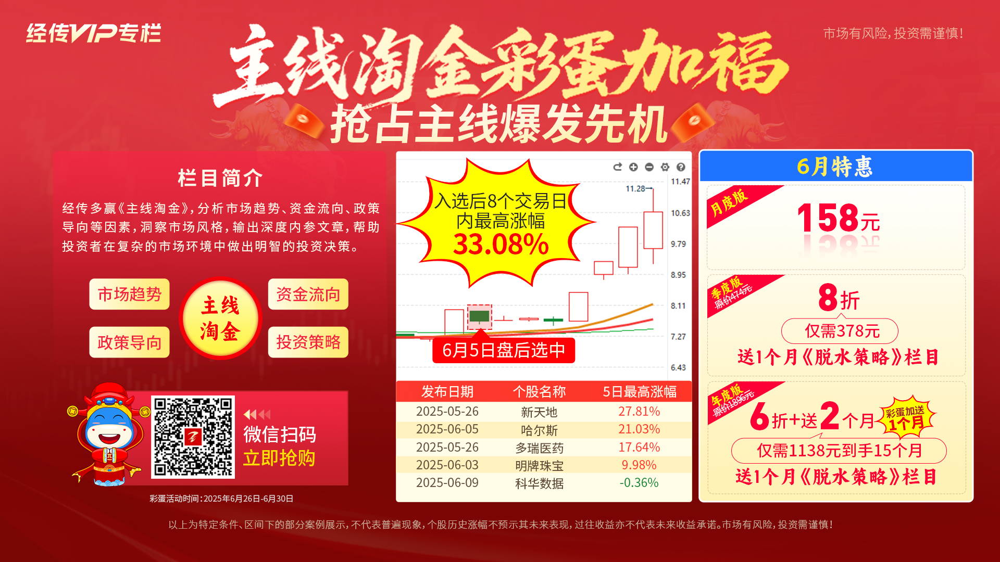 经传VIP专栏
市场有风险,投资需谨慎!
主线淘金彩蛋加福
抢占主线爆发先机
栏目简介
经传多赢《主线淘金》,分析市场趋势、资金流向、政策
导向等因素,洞察市场风格,输出深度内参文章,帮助
投资者在复杂的市场环境中做出明智的投资决策。
市场趋势
资金流向
主线
淘金
政策导向
投资策略
微信扫码
立即抢购
彩蛋活动时间:2025年6月26日-6月30日
入选后8个交易日
内最高涨幅
33.08%
11.28
11.47
10.63
9.79
8.95
8.11
7.27
6.43
6月5日盘后选中
发布日期 个股名称 5日最高涨幅
2025-05-26 新天地 27.81%
2025-06-05 哈尔斯 21.03%
2025-05-26 多瑞医药 17.64%
2025-06-03 明牌珠宝 9.98%
2025-06-09 科华数据 -0.36%
6月特惠
月度版
158元
季度版
原价474元
8折
仅需378元
送1个月《脱水策略》栏目
年度版
原价1896元
6折+送2个月
彩蛋加送
1个月
仅需1138元到手15个月
送1个月《脱水策略》栏目
以上为特定条件、区间下的部分案例展示,不代表普遍现象,个股历史涨幅不预示其未来表现,过往收益亦不代表未来收益承诺。市场有风险,投资需谨慎!